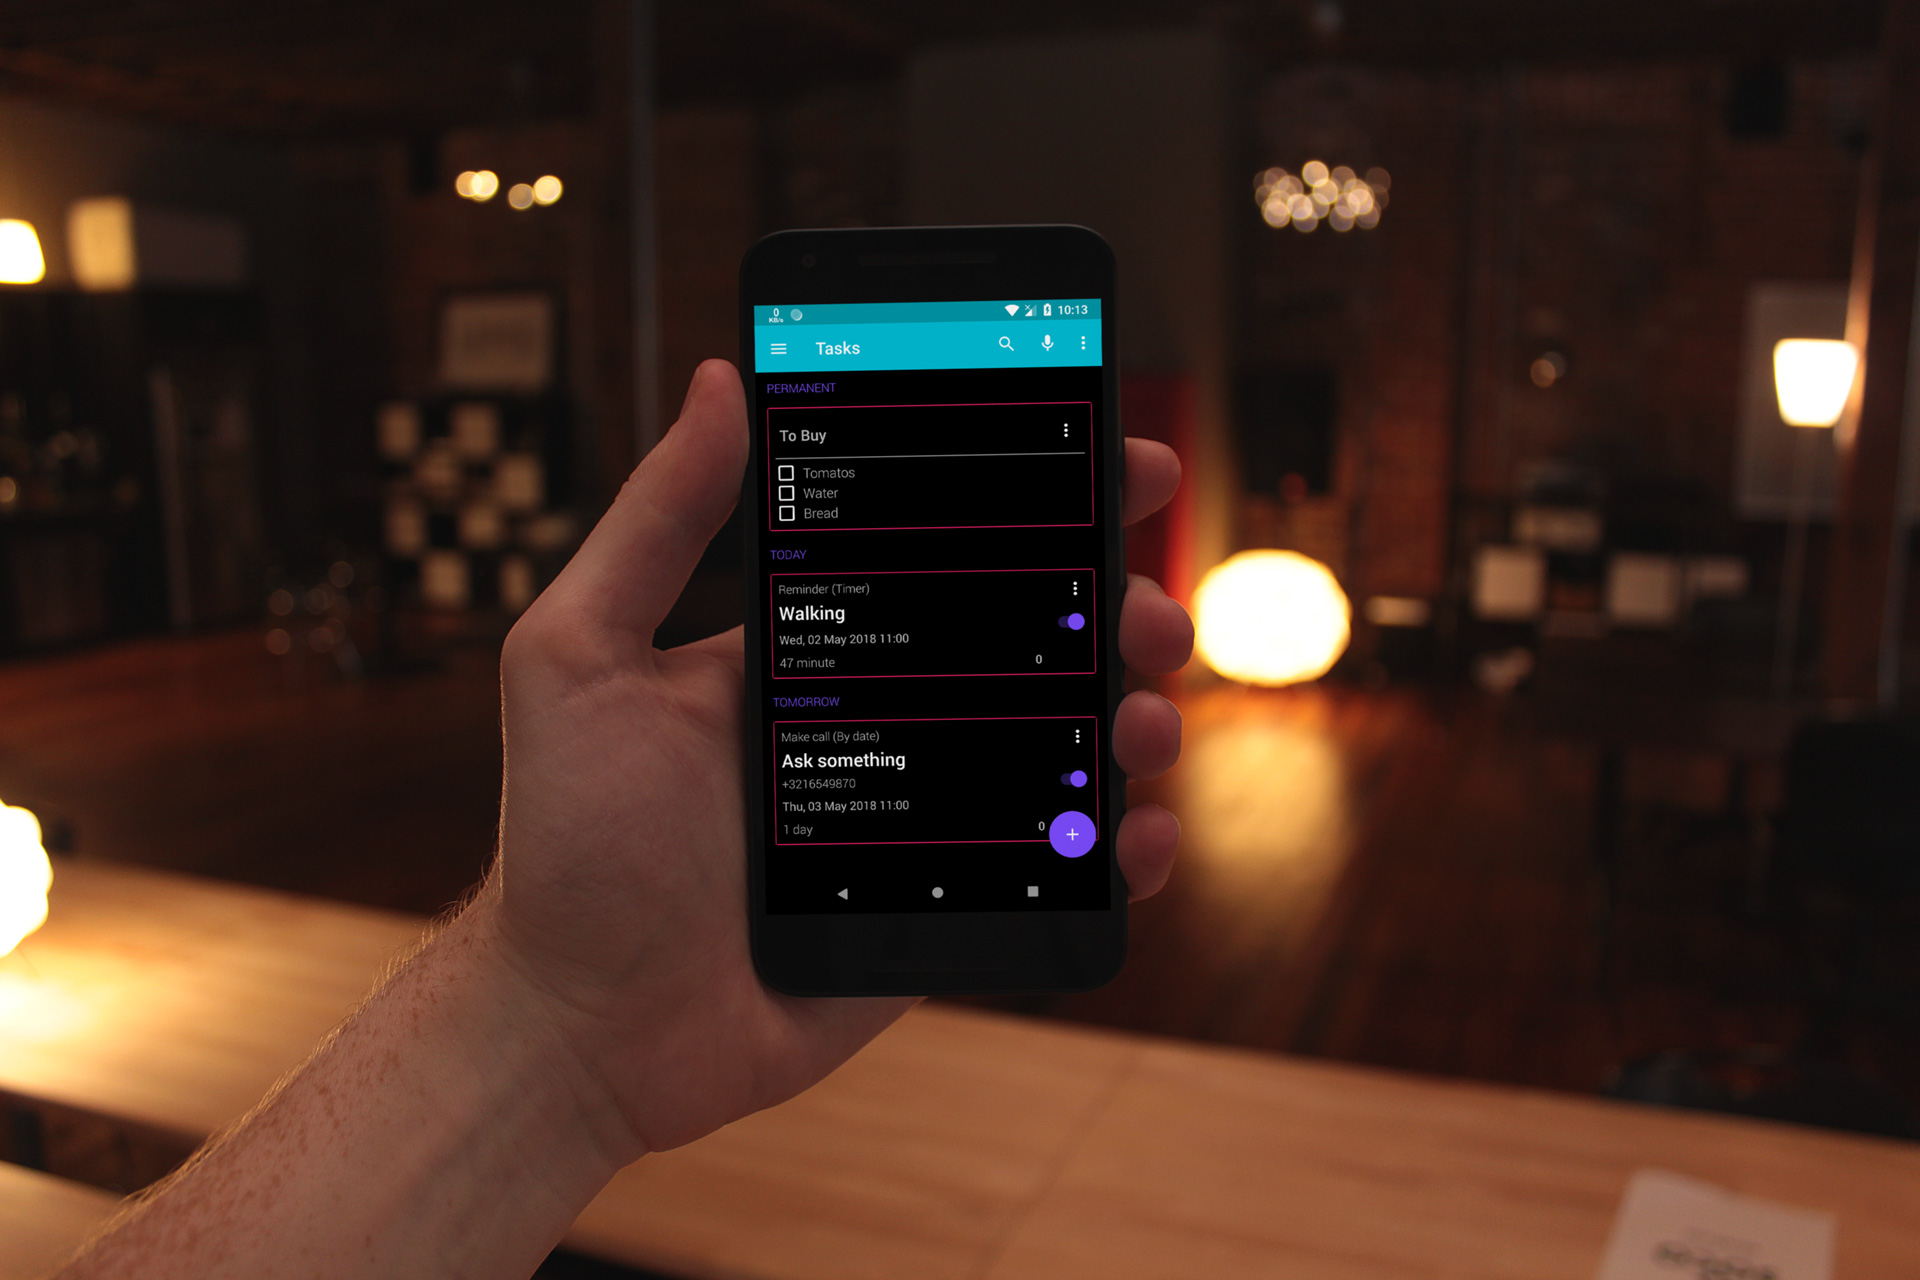 0
KB/s
10:13
Tasks
PERMANENT
To Buy
Tomatos
Water
Bread
TODAY
Reminder (Timer)
Walking
Wed, 02 May 2018 11:00
47 minute
0
TOMORROW
Make call (By date)
Ask something
+3216549870
Thu, 03 May 2018 11:00
1 day
0